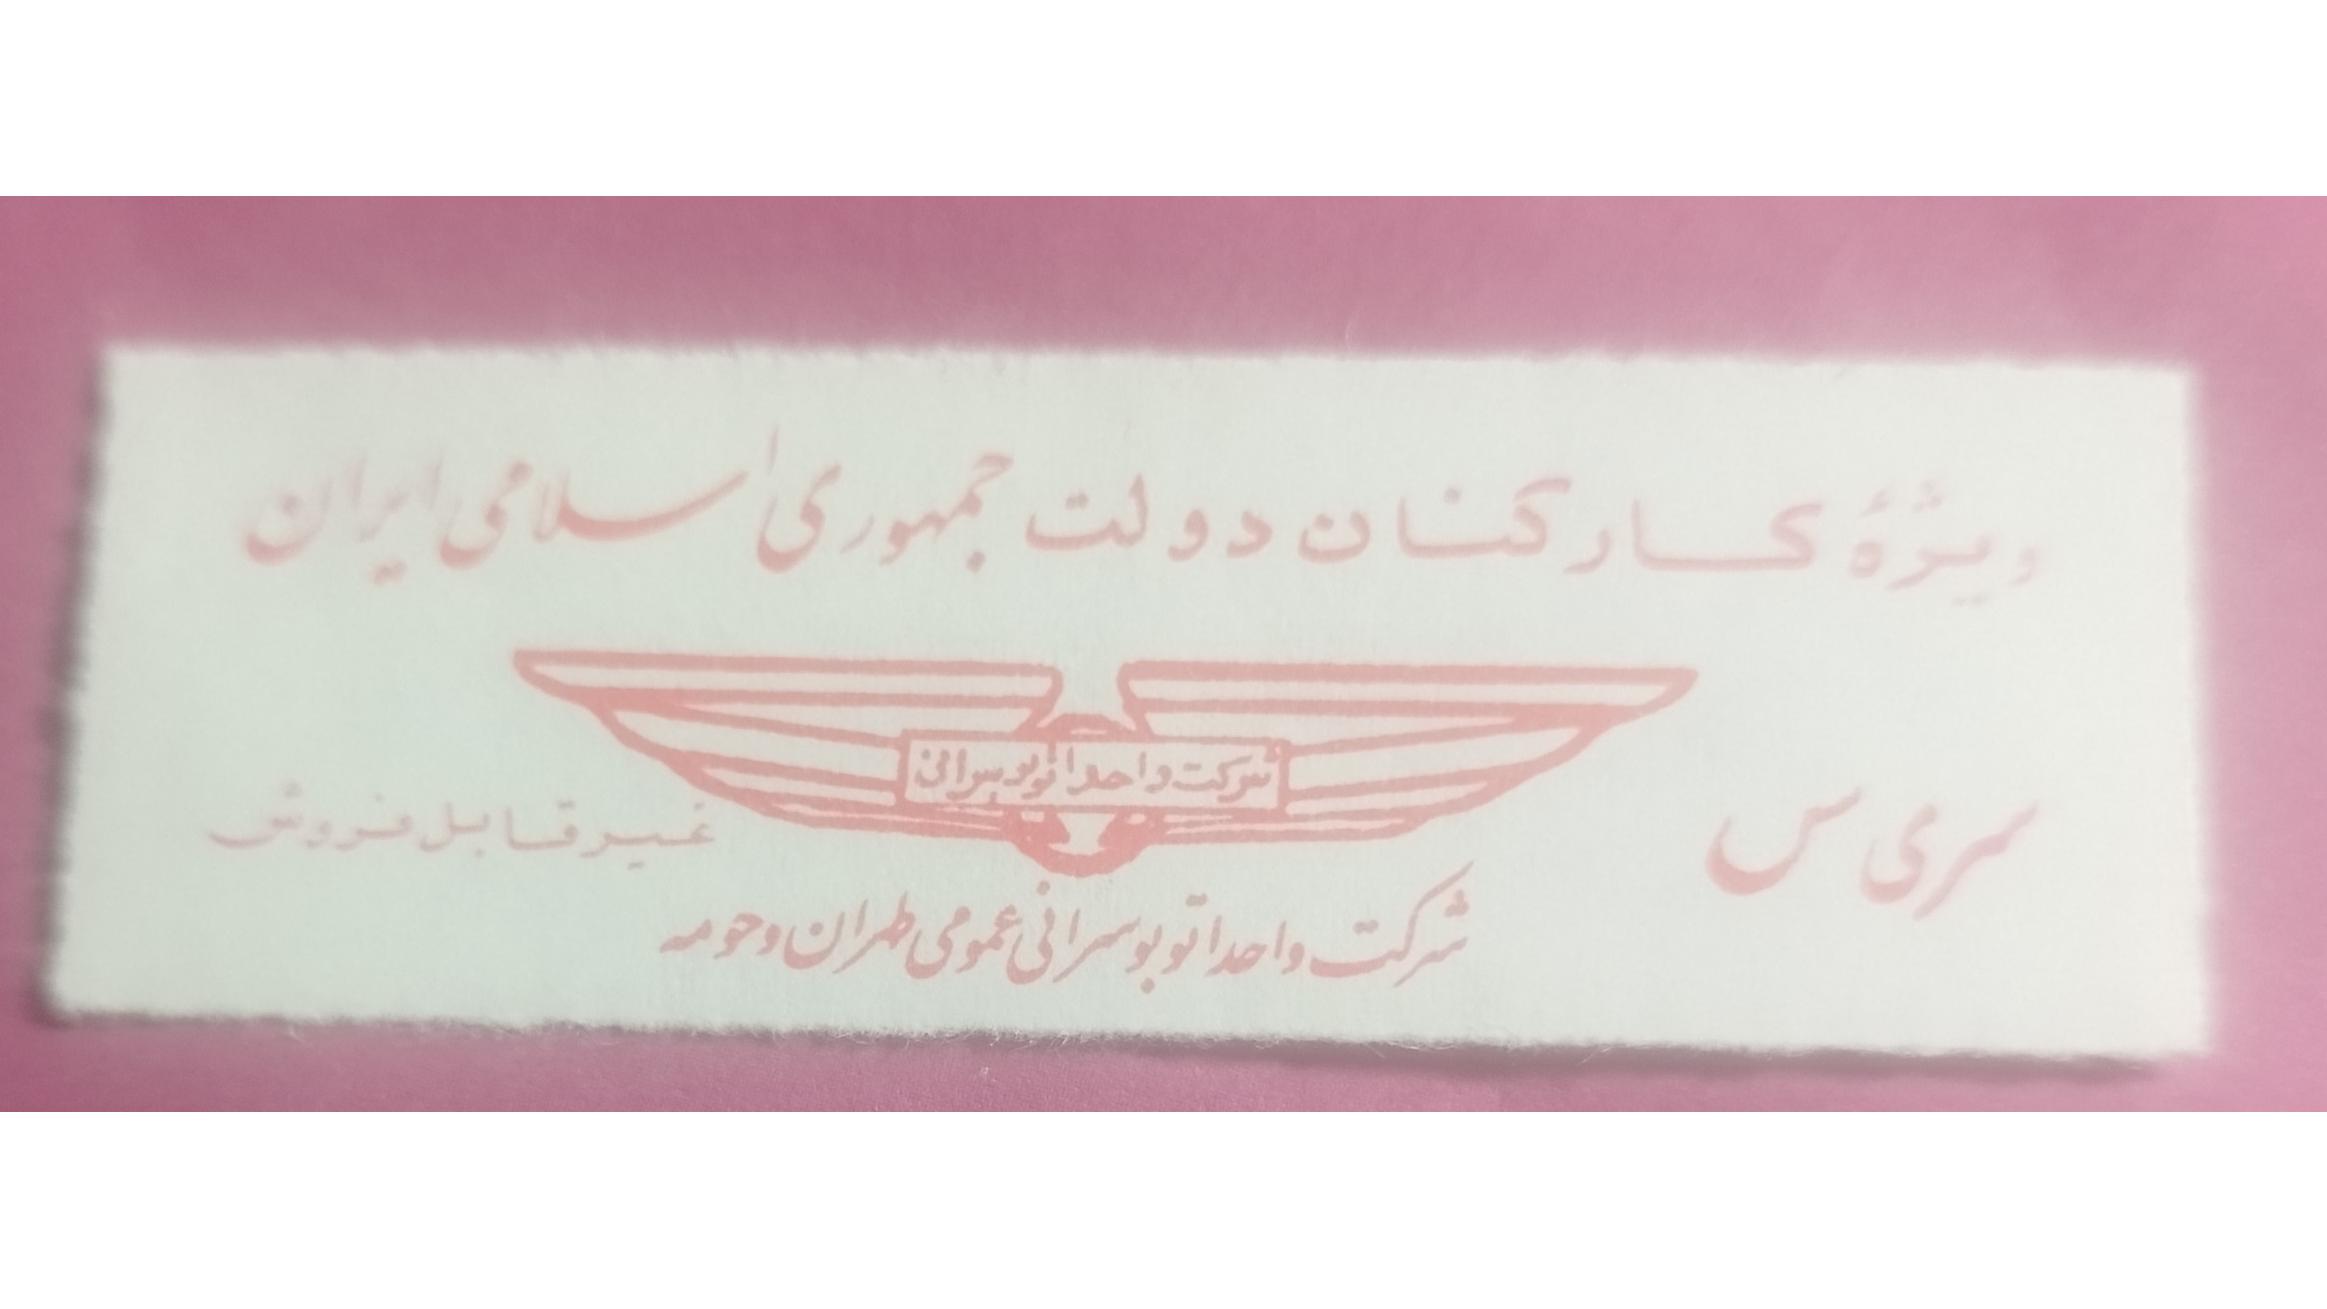 ویژهٔ کارکنان دولت جمهوری اسلامی ایران
شرکت واحد اتوبوسرانی
سری س
غیر قابل فروش
شرکت واحد اتوبوسرانی عمومی طهران و حومه